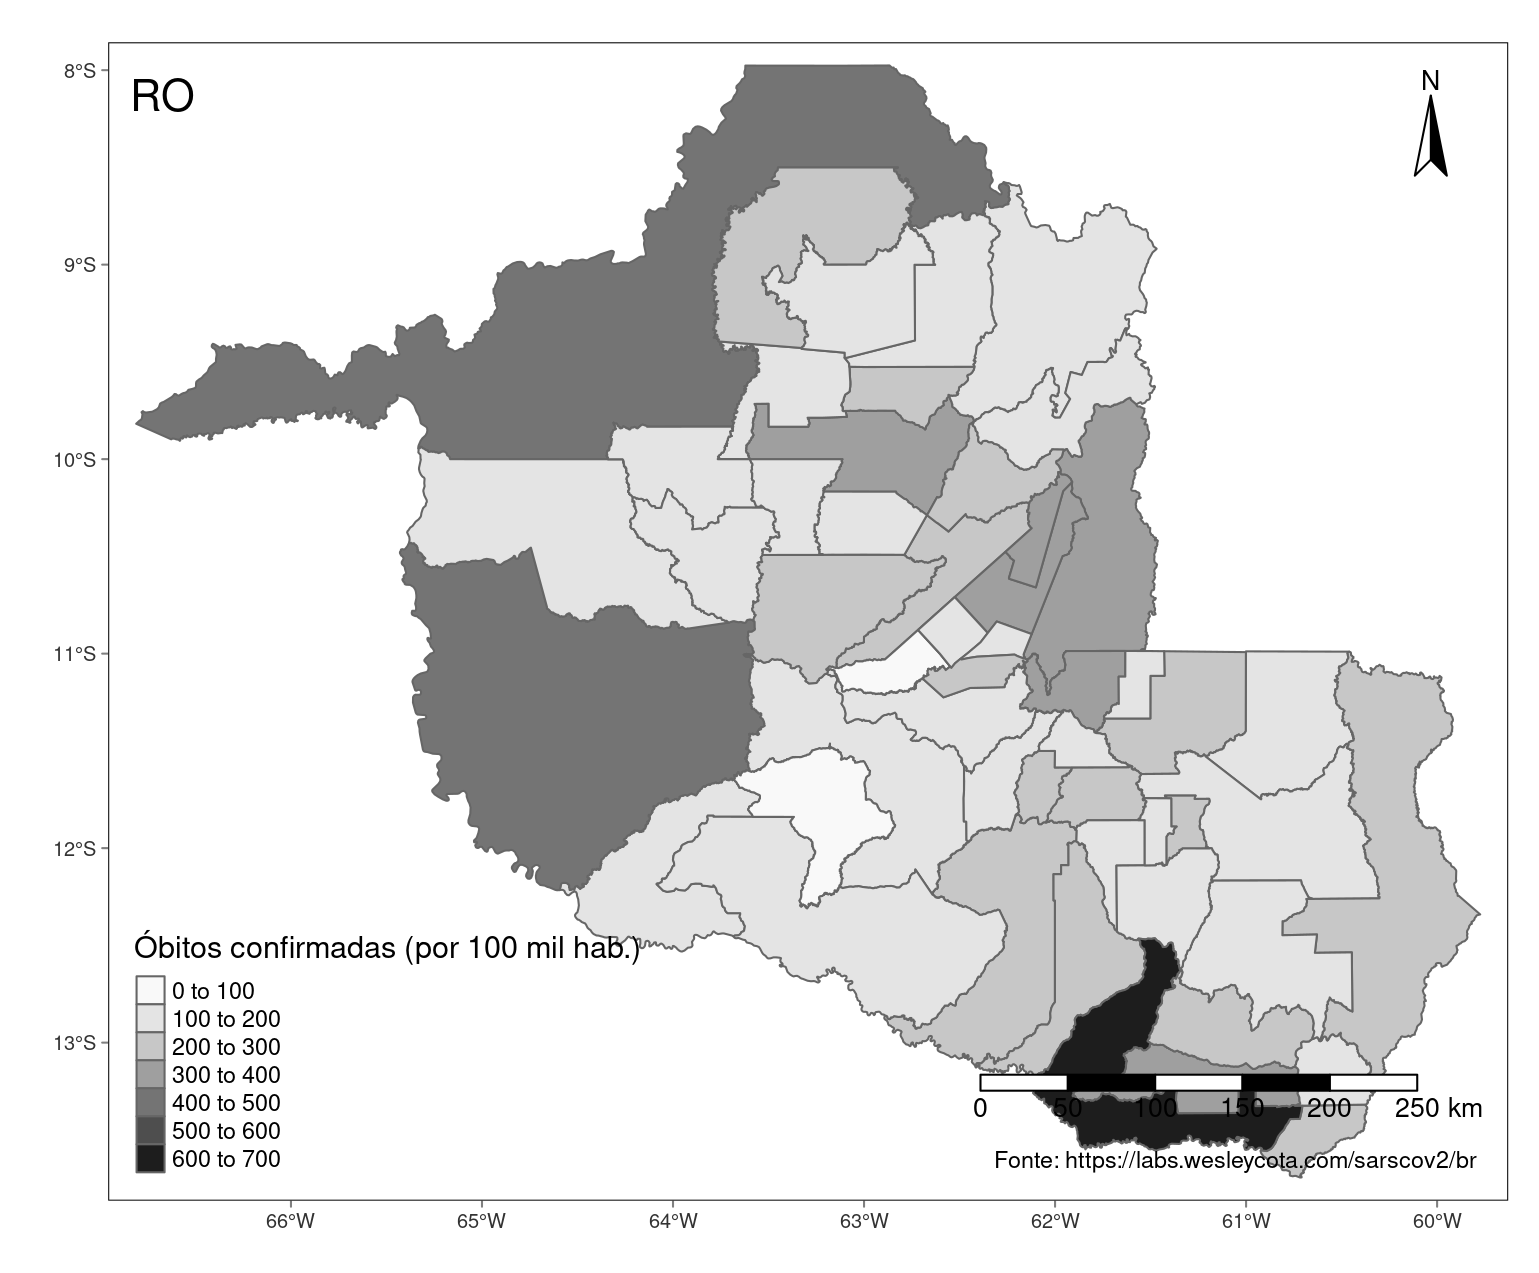 RO
N
8°S
9°S
10°S
11°S
12°S
13°S
Óbitos confirmadas (por 100 mil hab.)
0 to 100
100 to 200
200 to 300
300 to 400
400 to 500
500 to 600
600 to 700
0 50 100 150 200 250 km
Fonte: https://labs.wesleycota.com/sarscov2/br
66°W 65°W 64°W 63°W 62°W 61°W 60°W